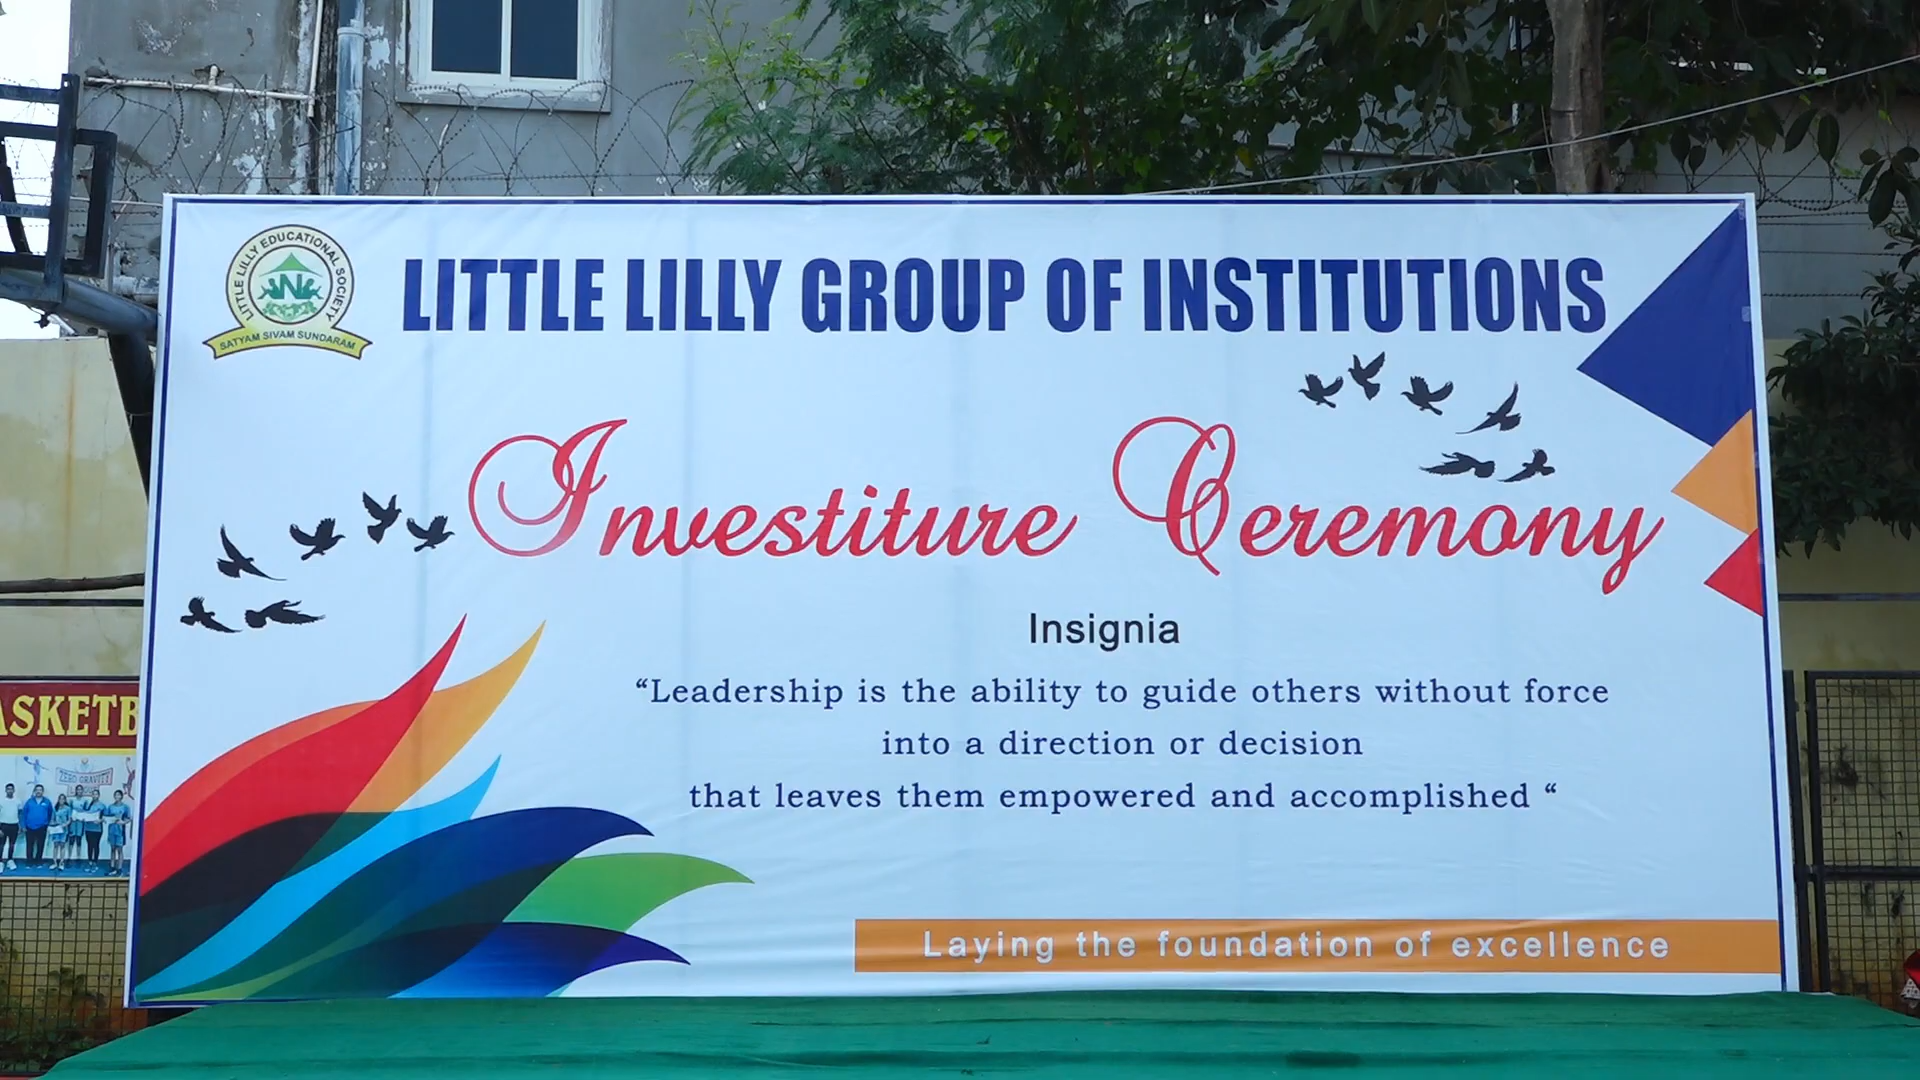 LITTLE LILLY EDUCATIONAL SOCIETY
SATYAM SIVAM SUNDARAM
LITTLE LILLY GROUP OF INSTITUTIONS
Investiture Ceremony
Insignia
“Leadership is the ability to guide others without force
into a direction or decision
that leaves them empowered and accomplished “
Laying the foundation of excellence
ASKETB
ZERO GRAVITY